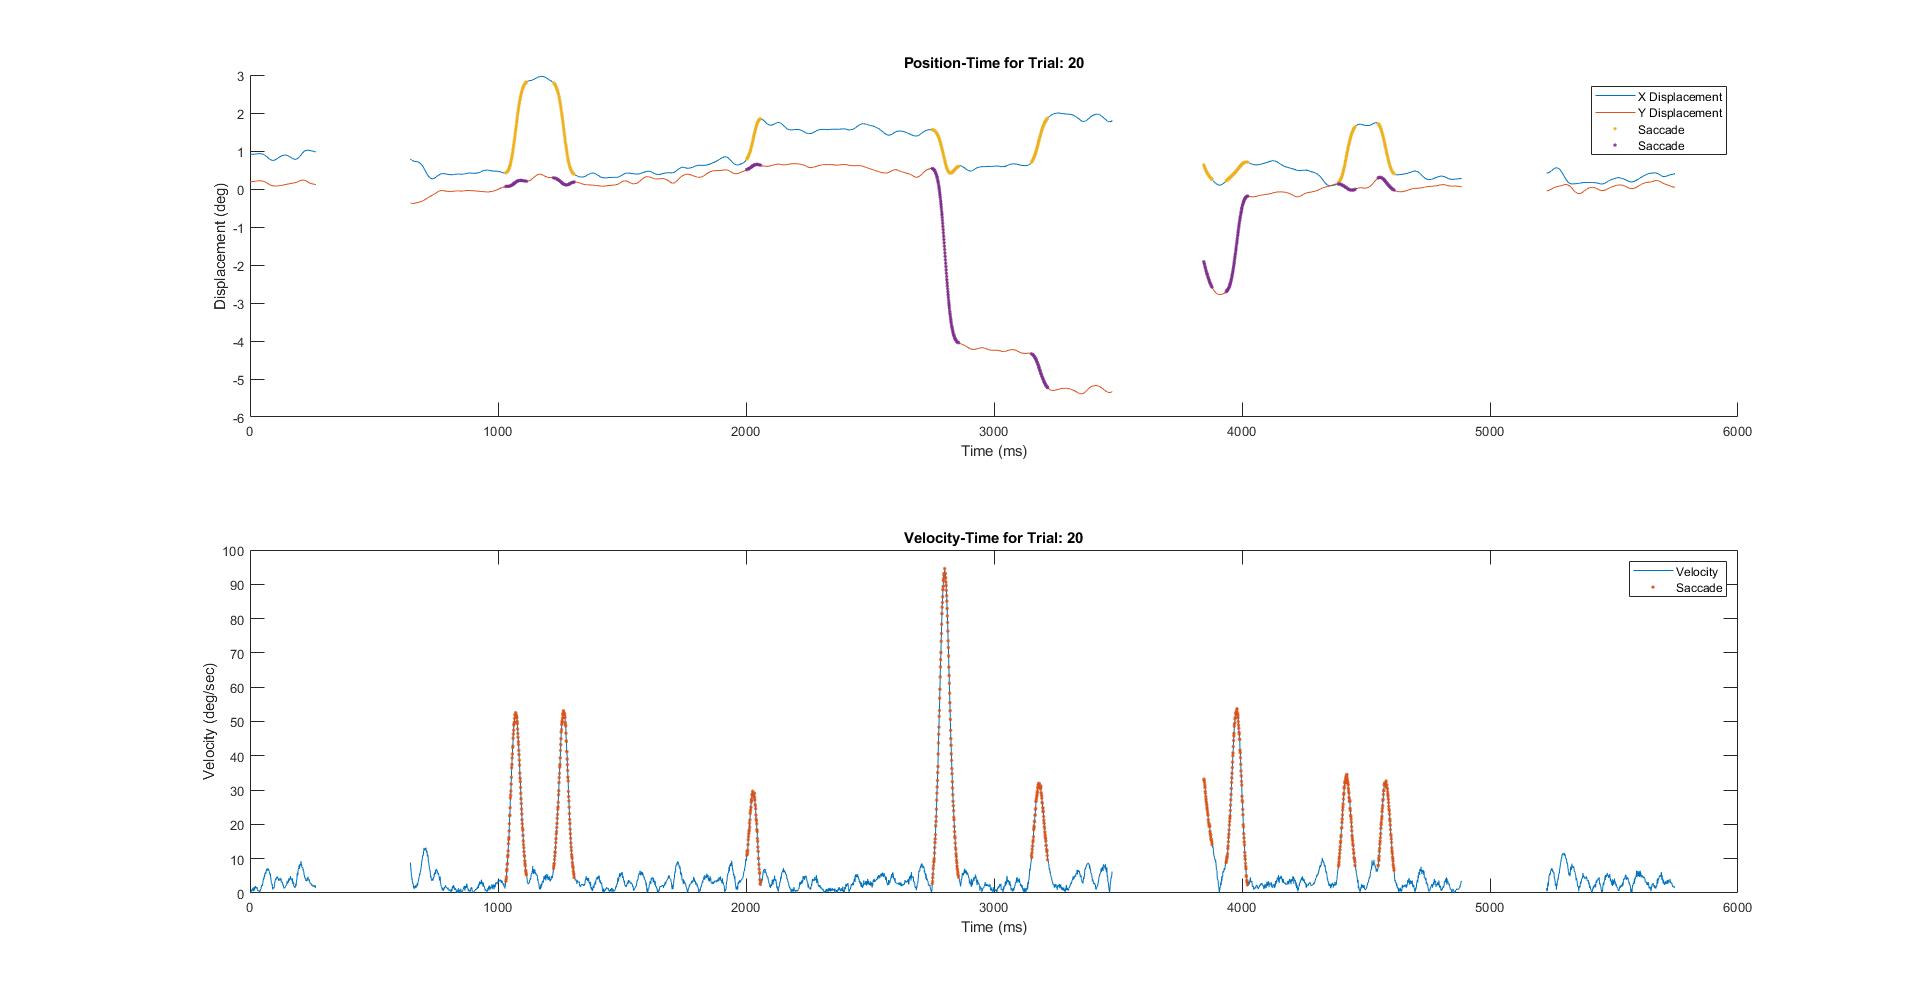 Position-Time for Trial: 20
3
2
1
0
-1
-2
-3
-4
-5
-6
Displacement (deg)
X Displacement
Y Displacement
Saccade
Saccade
0 1000 2000 3000 4000 5000 6000
Time (ms)
Velocity-Time for Trial: 20
100
90
80
70
60
50
40
30
20
10
0
Velocity (deg/sec)
Velocity
Saccade
0 1000 2000 3000 4000 5000 6000
Time (ms)